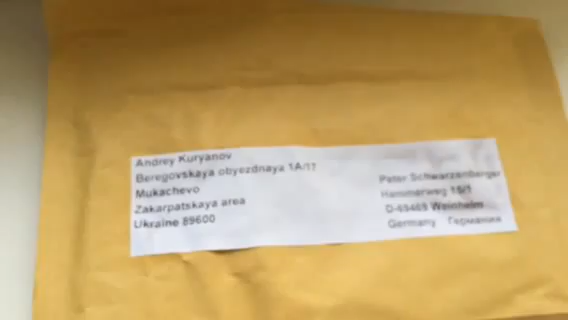 Andrey Kuryanov
Beregovskaya obyezdnaya 1A/11
Mukachevo
Zakarpatskaya area
Ukraine 89600
Peter Schwarzenberger
Hammerweg 15/1
D-69469 Weinheim
Germany Германия